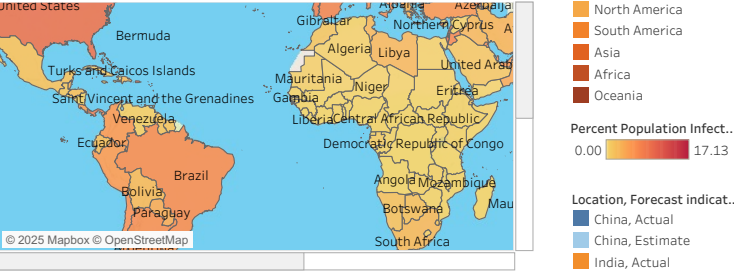 United States
Gibraltar
Albania
Azerbaija
Northern Cyprus
Bermuda
Algeria
Libya
A
Turks and Caicos Islands
Mauritania
Niger
United Arab
Saint Vincent and the Grenadines
Gambia
Eritrea
Venezuela
Liberia
Central African Republic
Ecuador
Democratic Republic of Congo
Brazil
Bolivia
Angola
Mozambique
Paraguay
Botswana
Mau
South Africa
© 2025 Mapbox © OpenStreetMap
North America
South America
Asia
Africa
Oceania
Percent Population Infect..
0.00 17.13
Location, Forecast indicat..
China, Actual
China, Estimate
India, Actual